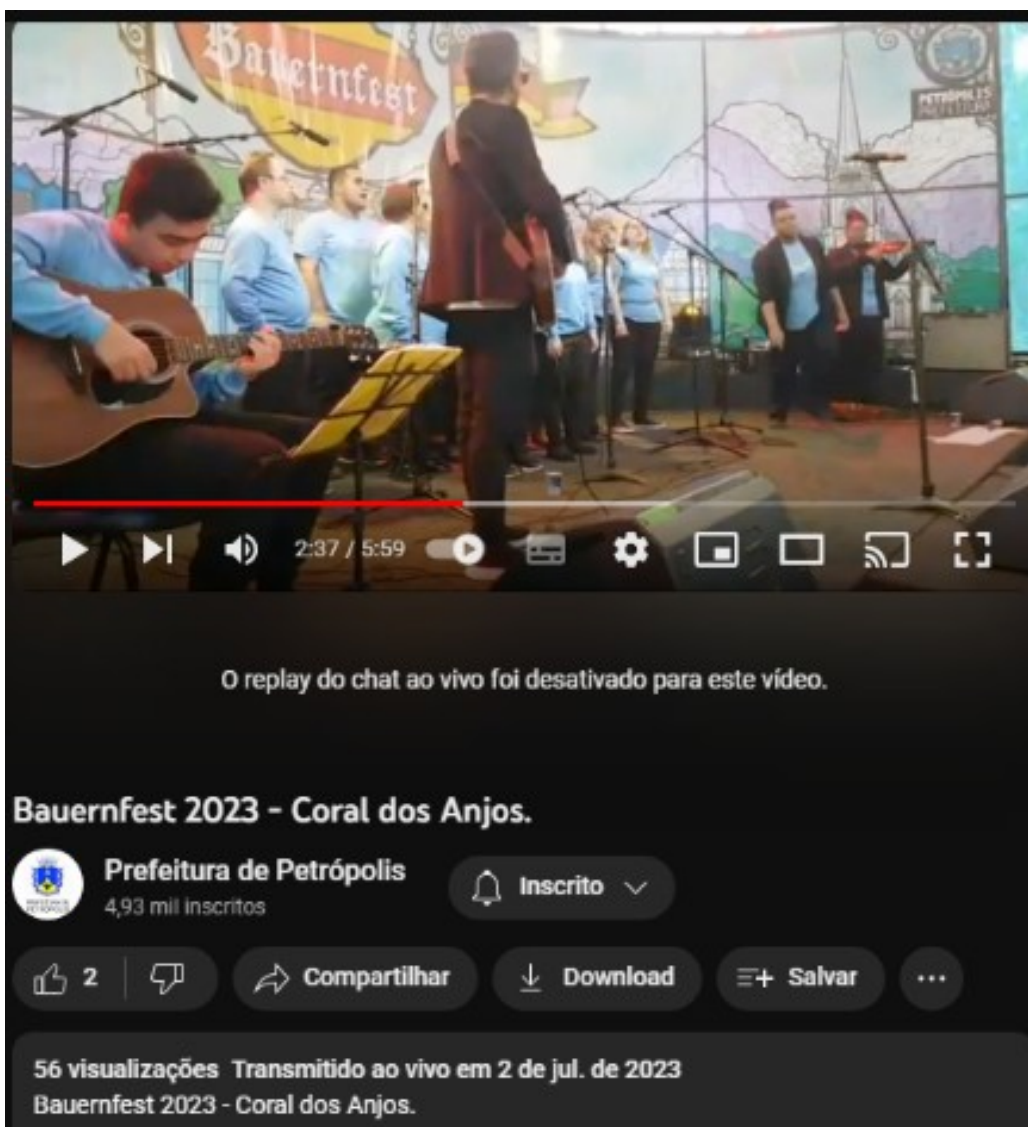 Bauernfest
PETRÓPOLIS
PREFEITURA
2:37 / 5:59
O replay do chat ao vivo foi desativado para este vídeo.
Bauernfest 2023 - Coral dos Anjos.
Prefeitura de Petrópolis
4,93 mil inscritos
Inscrito
2
Compartilhar
Download
Salvar
56 visualizações Transmitido ao vivo em 2 de jul. de 2023
Bauernfest 2023 - Coral dos Anjos.